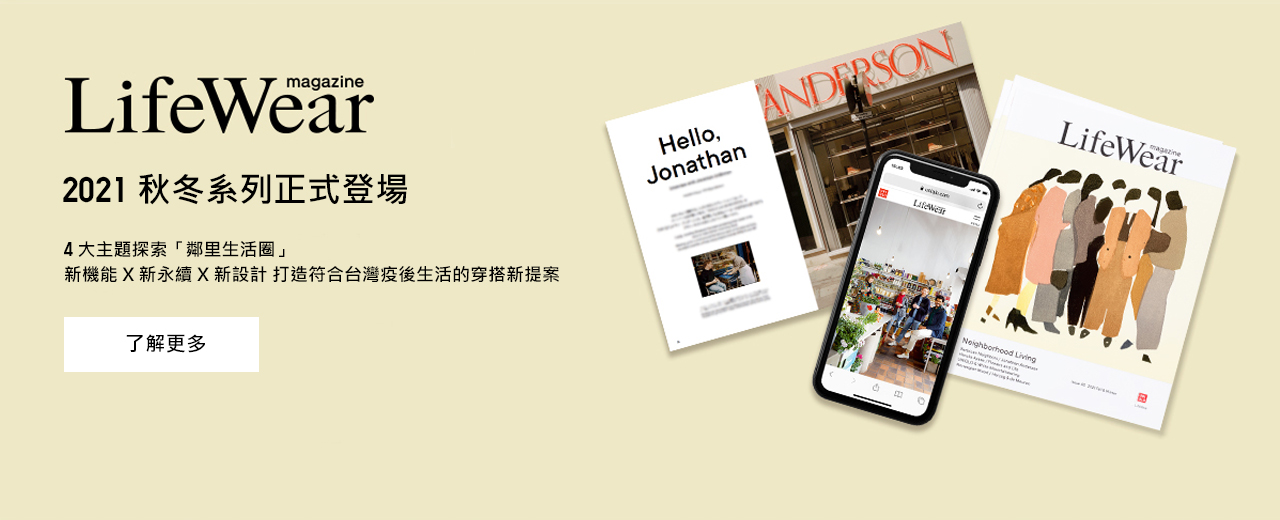 LifeWear
magazine
2021 秋冬系列正式登場
4 大主題探索「鄰里生活圈」
新機能 X 新永續 X 新設計 打造符合台灣疫後生活的穿搭新提案
了解更多
Hello,
Jonathan
ANDERSON
uniqlo.com
LifeWear
LifeWear
magazine
Neighborhood Living